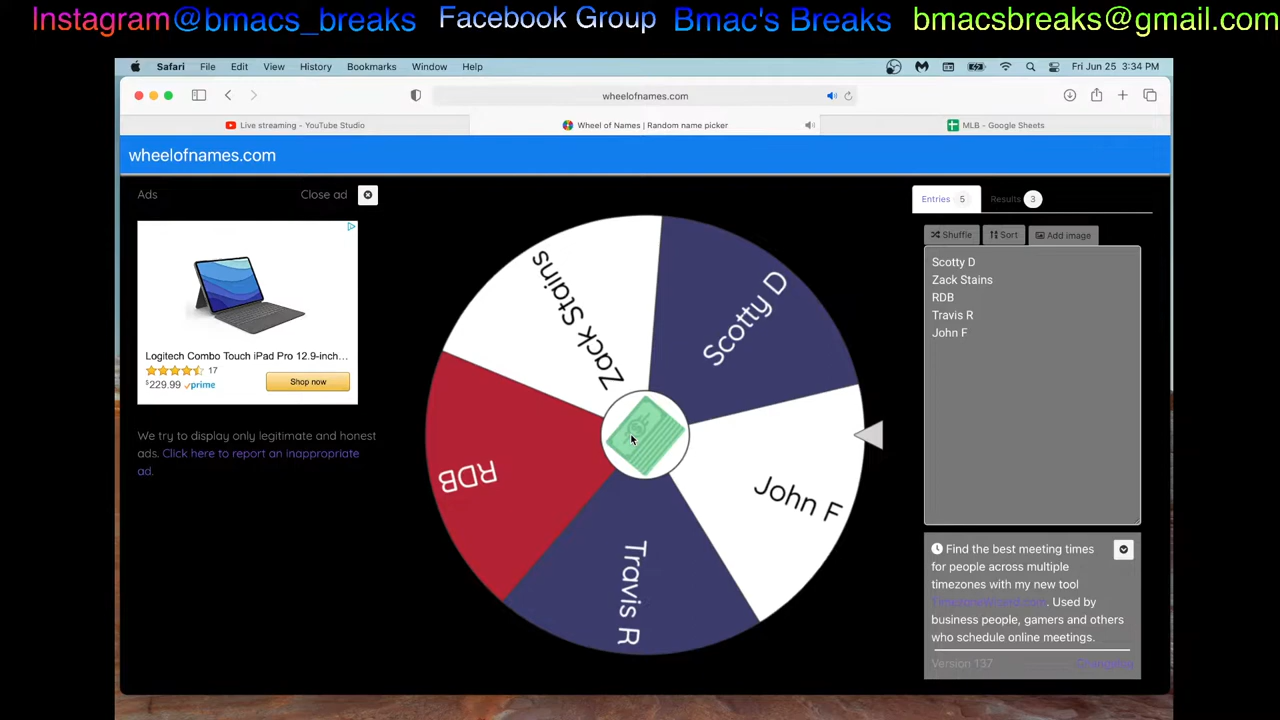 Instagram@bmacs_breaks Facebook Group Bmac's Breaks bmacsbreaks@gmail.com
Safari File Edit View History Bookmarks Window Help Fri Jun 25 3:34 PM
wheelofnames.com
Live streaming - YouTube Studio
Wheel of Names | Random name picker
MLB - Google Sheets
wheelofnames.com
Ads Close ad
Logitech Combo Touch iPad Pro 12.9-inch...
17
$229.99 prime
Shop now
We try to display only legitimate and honest
ads. Click here to report an inappropriate
ad.
Zack Stains
Scotty D
John F
Travis R
RDB
Entries 5 Results 3
Shuffle Sort Add image
Scotty D
Zack Stains
RDB
Travis R
John F
Find the best meeting times
for people across multiple
timezones with my new tool
. Used by
business people, gamers and others
who schedule online meetings.
Version 137